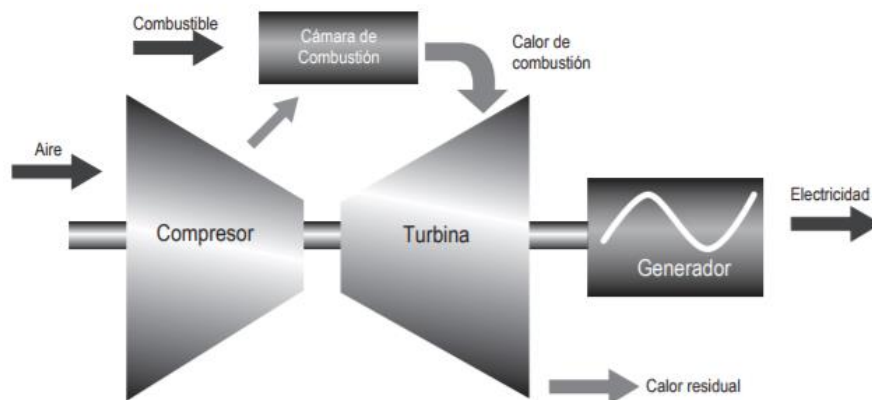 Combustible
Cámara de
Combustión
Calor de
combustión
Aire
Compresor
Turbina
Generador
Electricidad
Calor residual